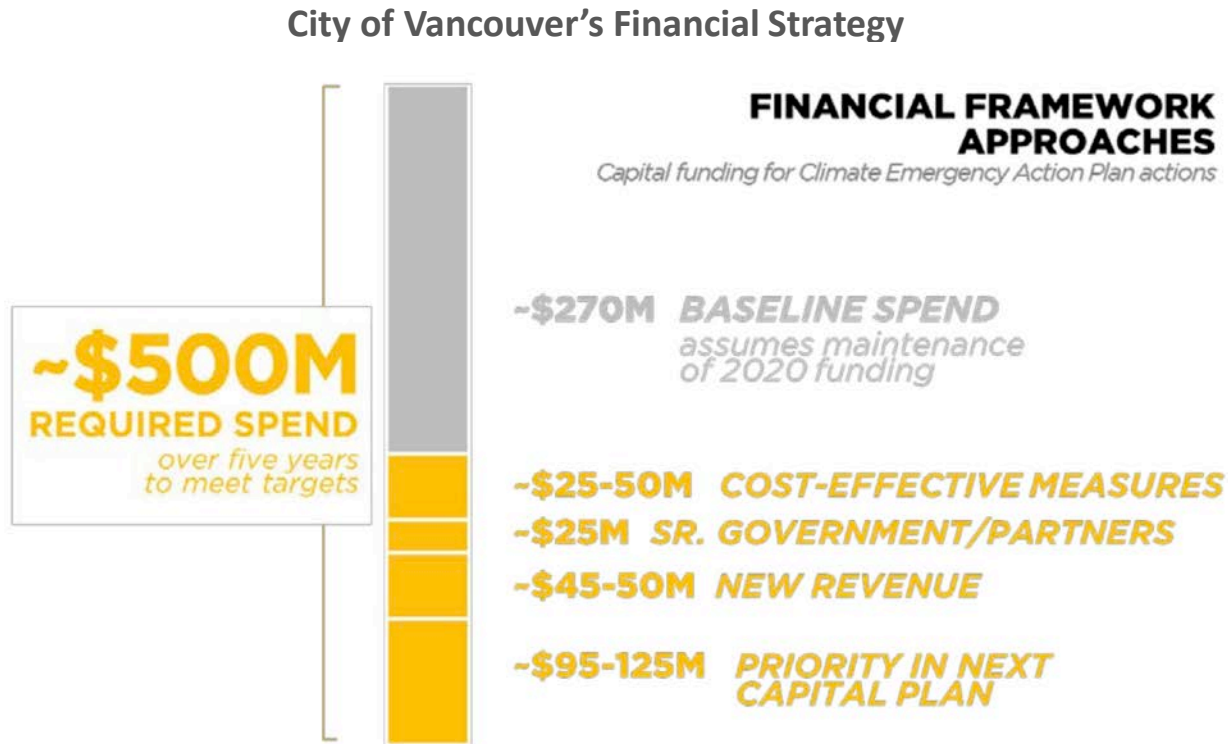 City of Vancouver’s Financial Strategy
FINANCIAL FRAMEWORK
APPROACHES
Capital funding for Climate Emergency Action Plan actions
~$500M
REQUIRED SPEND
over five years
to meet targets
~$270M BASELINE SPEND
assumes maintenance
of 2020 funding
~$25-50M COST-EFFECTIVE MEASURES
~$25M SR. GOVERNMENT/PARTNERS
~$45-50M NEW REVENUE
~$95-125M PRIORITY IN NEXT
CAPITAL PLAN